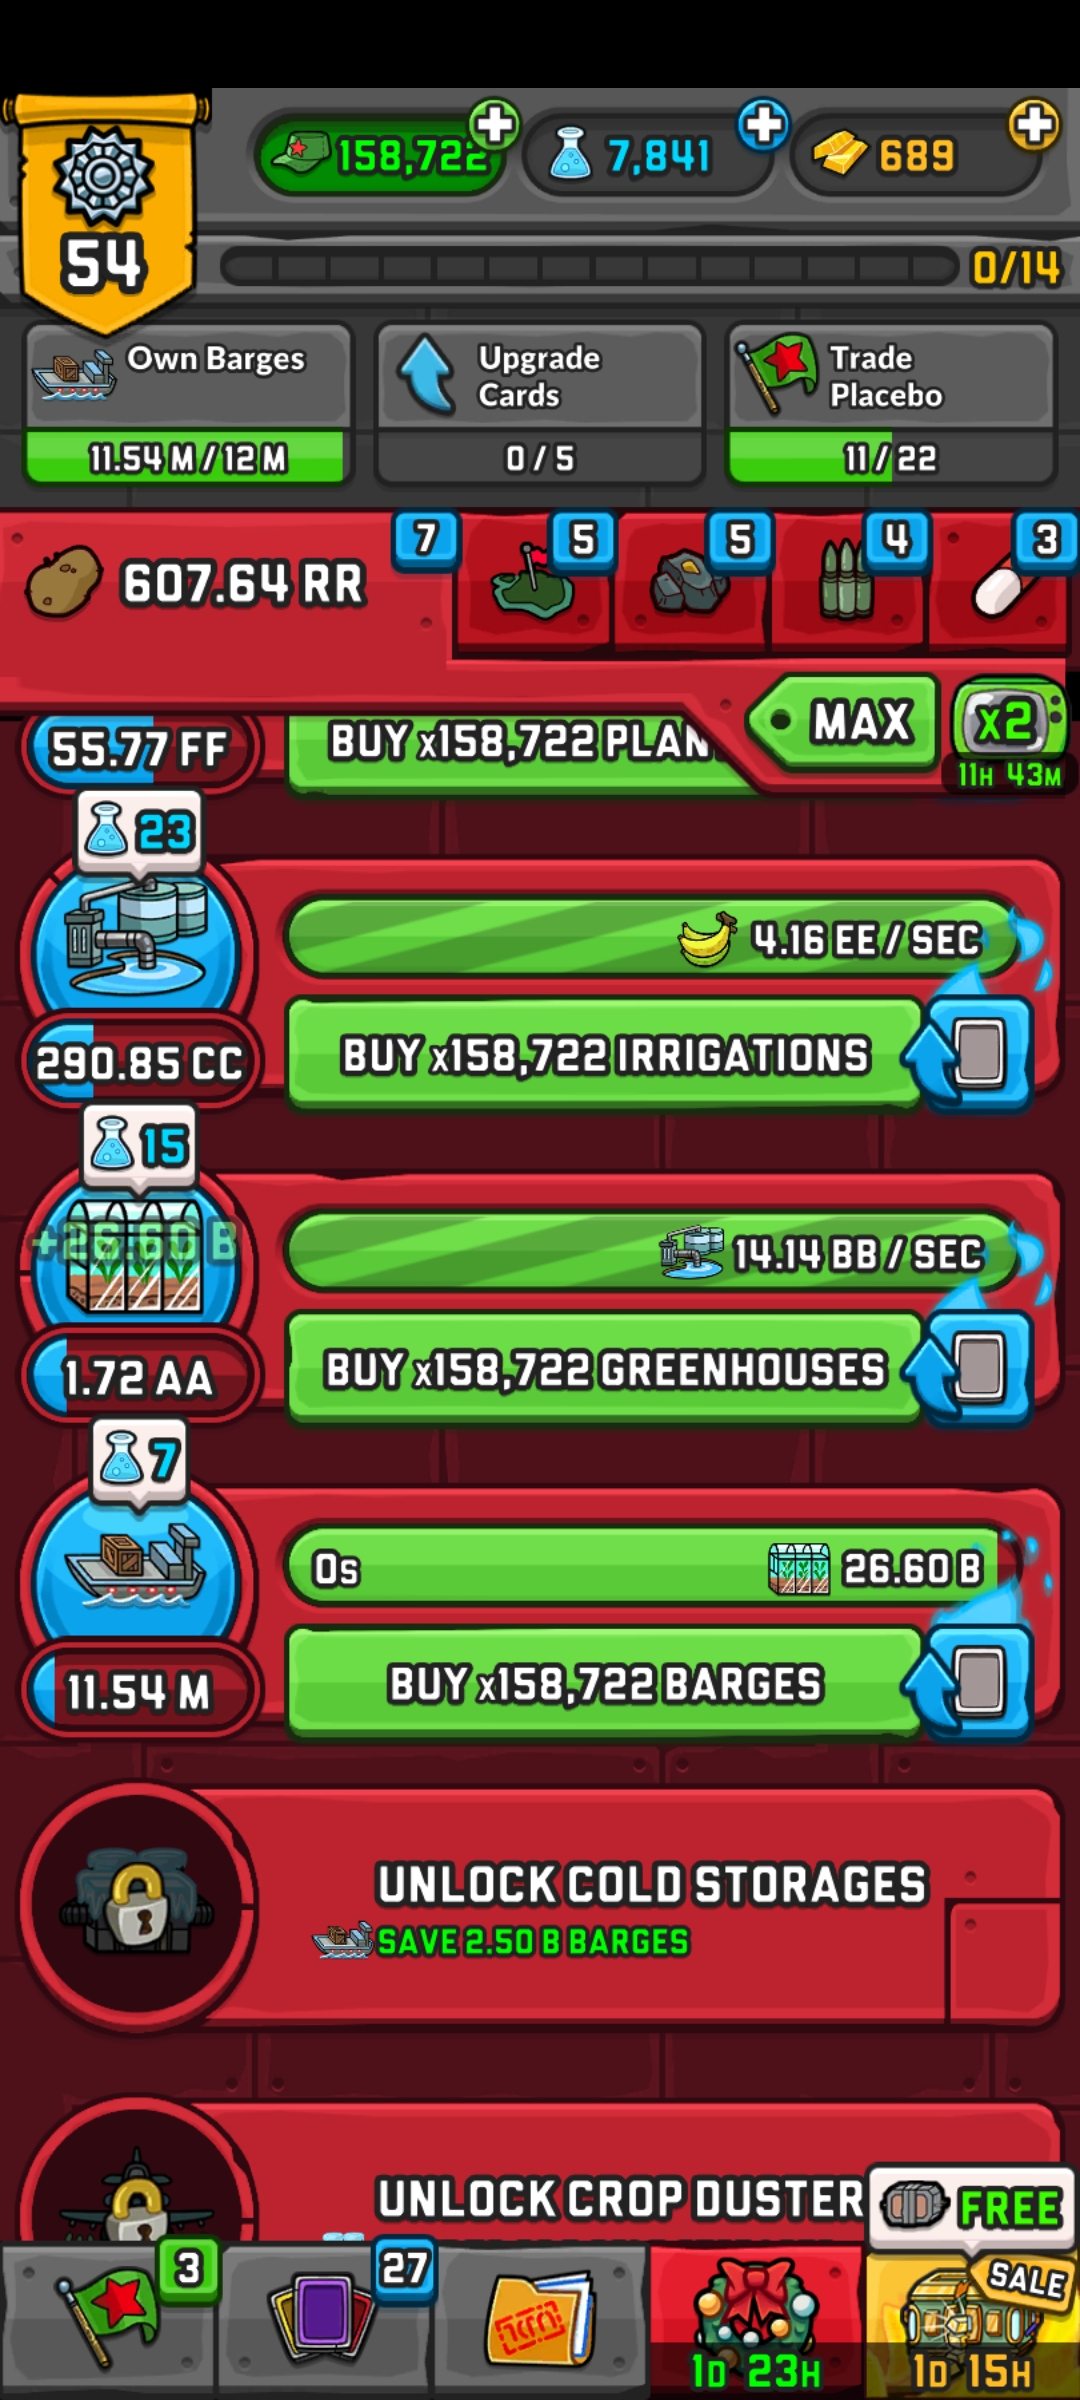 158,722
7,841
689
54
0/14
Own Barges
11.54 M / 12 M
Upgrade
Cards
0 / 5
Trade
Placebo
11 / 22
607.64 RR
7
5
5
4
3
MAX
x2
11H 43M
55.77 FF
BUY x158,722 PLAN
23
4.16 EE / SEC
290.85 CC
BUY x158,722 IRRIGATIONS
15
+26.60 B
14.14 BB / SEC
1.72 AA
BUY x158,722 GREENHOUSES
7
0s
26.60 B
11.54 M
BUY x158,722 BARGES
UNLOCK COLD STORAGES
SAVE 2.50 B BARGES
UNLOCK CROP DUSTER
FREE
3
27
SALE
1D 23H
1D 15H